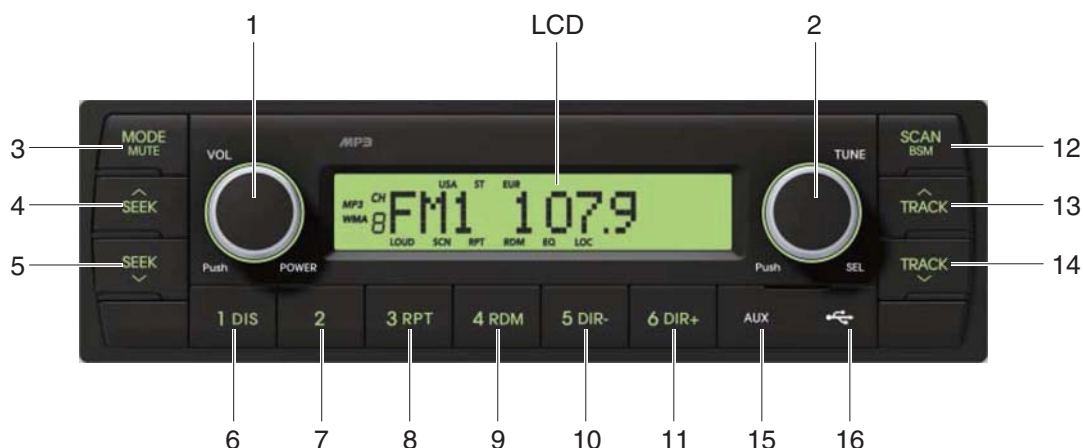 1 LCD 2
3 MODE MUTE
VOL
MP3
TUNE
SCAN BSM 12
4 SEEK
USA ST EUR
MP3 CH
WMA 8 FM1 107.9
LOUD SCN RPT RDM EQ LOC
TRACK 13
5 SEEK
Push POWER
Push SEL
TRACK 14
1 DIS 2 3 RPT 4 RDM 5 DIR- 6 DIR+ AUX
6 7 8 9 10 11 15 16